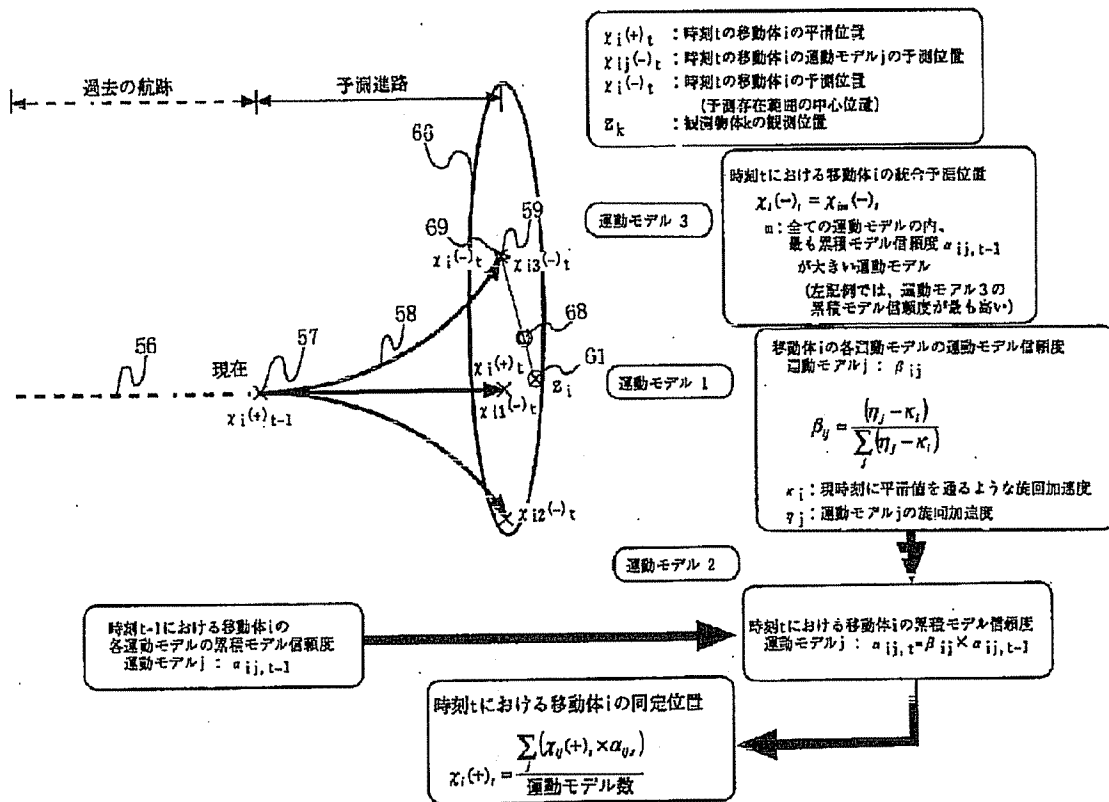 χi(+)t :時刻tの移動体iの平滑位置
χij(-)t :時刻tの移動体iの運動モデルjの予測位置
χi(-)t :時刻tの移動体iの予測位置
(予測存在範囲の中心位置)
Zk :観測物体kの観測位置
過去の航跡
予測進路
60
時刻tにおける移動体iの統合予測位置
χi(-)t = χim(-)t
m:全ての運動モデルの内、
最も累積モデル信頼度αij,t-1
が大きい運動モデル
(左記例では、運動モデル3の
累積モデル信頼度が最も高い)
運動モデル 3
69
59
χi(-)t
χi3(-)t
58
68
56
現在
57
χi(+)t-1
χi(+)t
61
Zi
χi1(-)t
運動モデル 1
移動体iの各運動モデルの運動モデル信頼度
運動モデルj:βij
βij = (ηj-κi) / Σj(ηj-κi)
κi:現時刻に平滑値を通るような旋回加速度
ηj:運動モデルjの旋回加速度
χi2(-)t
運動モデル 2
時刻t-1における移動体iの
各運動モデルの累積モデル信頼度
運動モデルj:αij,t-1
時刻tにおける移動体iの累積モデル信頼度
運動モデルj:αij,t=βij×αij,t-1
時刻tにおける移動体iの同定位置
χi(+)t = Σj(χij(+)t×αij,t) / 運動モデル数